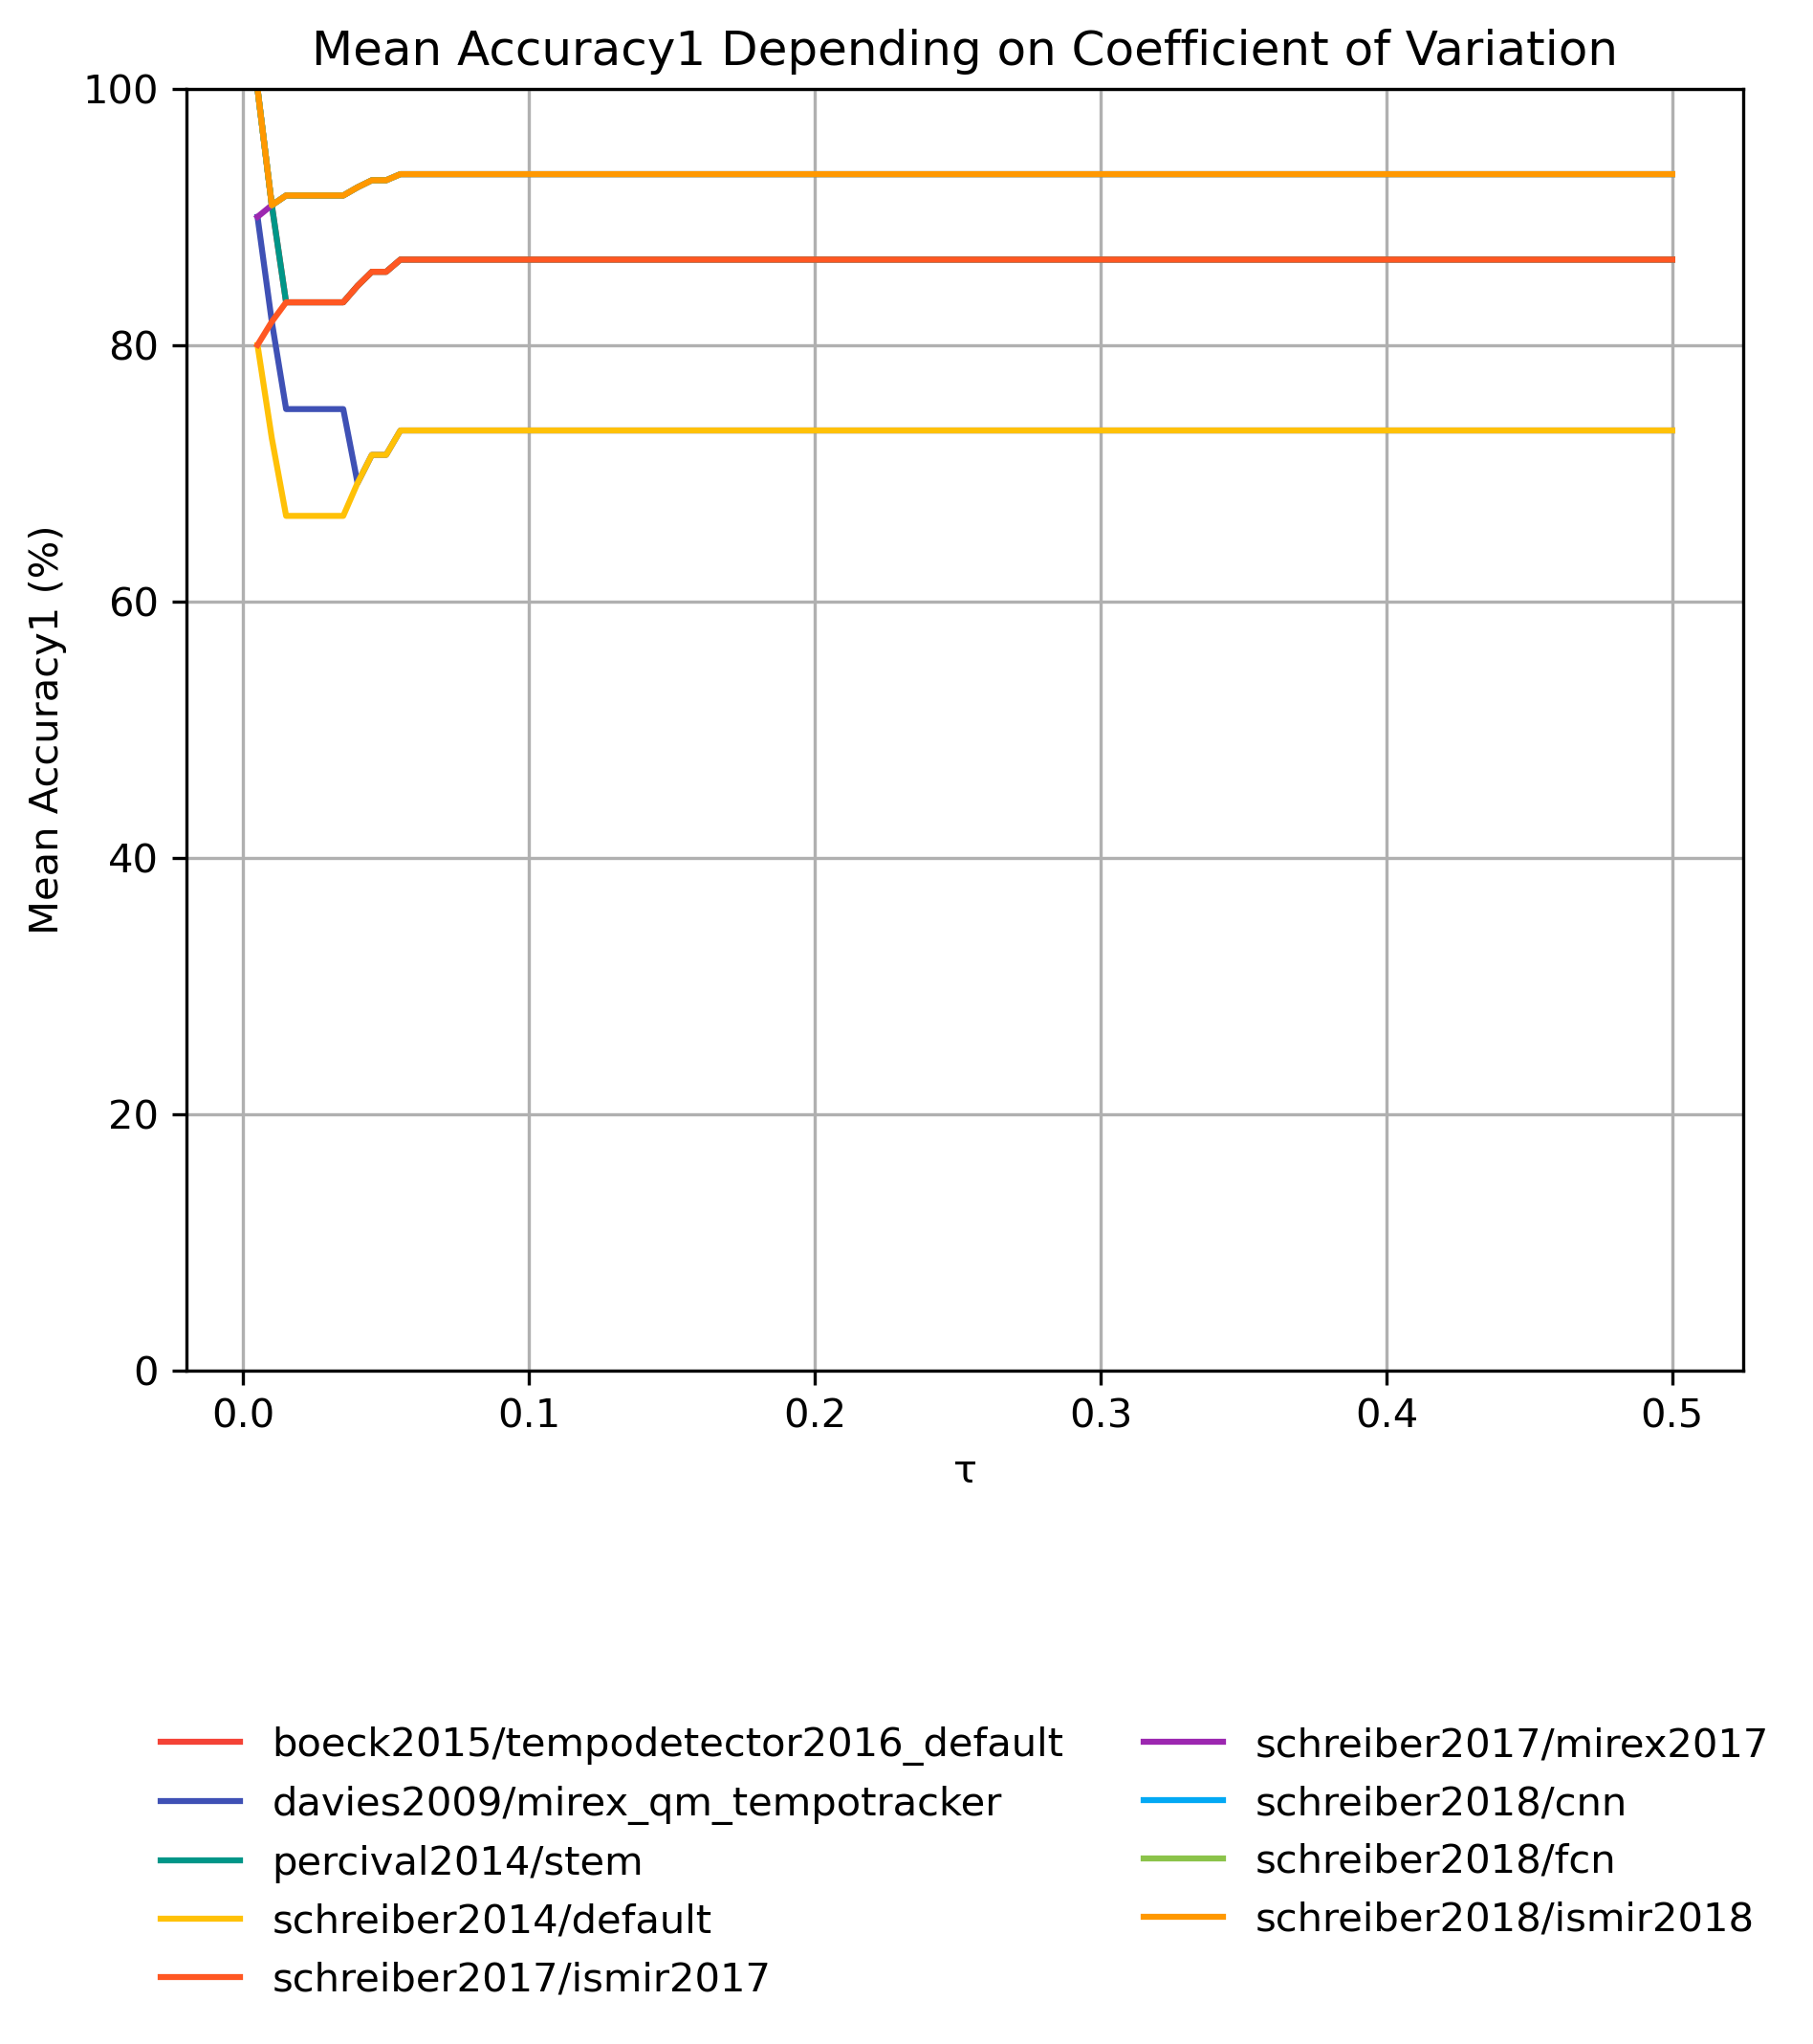 Mean Accuracy1 Depending on Coefficient of Variation
100
80
60
40
20
0
Mean Accuracy1 (%)
0.0 0.1 0.2 0.3 0.4 0.5
τ
boeck2015/tempodetector2016_default
davies2009/mirex_qm_tempotracker
percival2014/stem
schreiber2014/default
schreiber2017/ismir2017
schreiber2017/mirex2017
schreiber2018/cnn
schreiber2018/fcn
schreiber2018/ismir2018